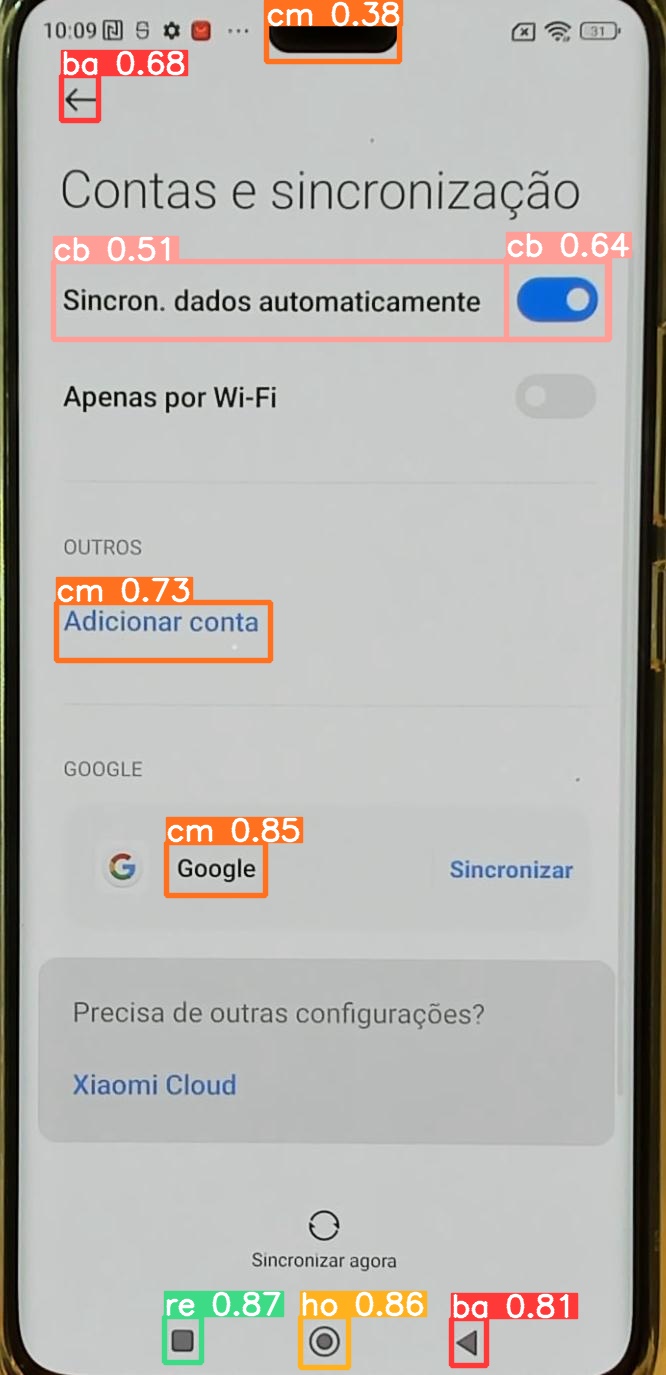 cm 0.38
10:09 ... 31
ba 0.68
Contas e sincronização
cb 0.51 cb 0.64
Sincron. dados automaticamente
Apenas por Wi-Fi
OUTROS
cm 0.73
Adicionar conta
GOOGLE
cm 0.85
Google Sincronizar
Precisa de outras configurações?
Xiaomi Cloud
Sincronizar agora
re 0.87 ho 0.86 ba 0.81